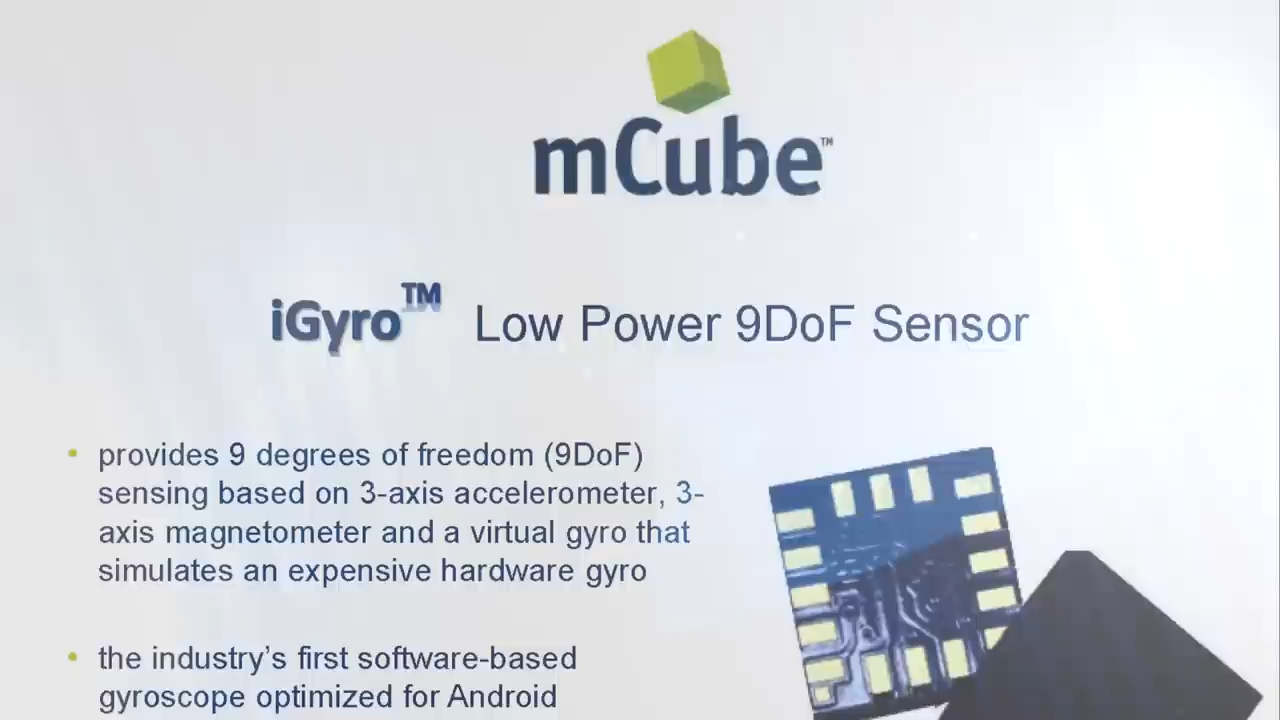 mCube™
iGyro™ Low Power 9DoF Sensor
• provides 9 degrees of freedom (9DoF)
sensing based on 3-axis accelerometer, 3-
axis magnetometer and a virtual gyro that
simulates an expensive hardware gyro
• the industry’s first software-based
gyroscope optimized for Android